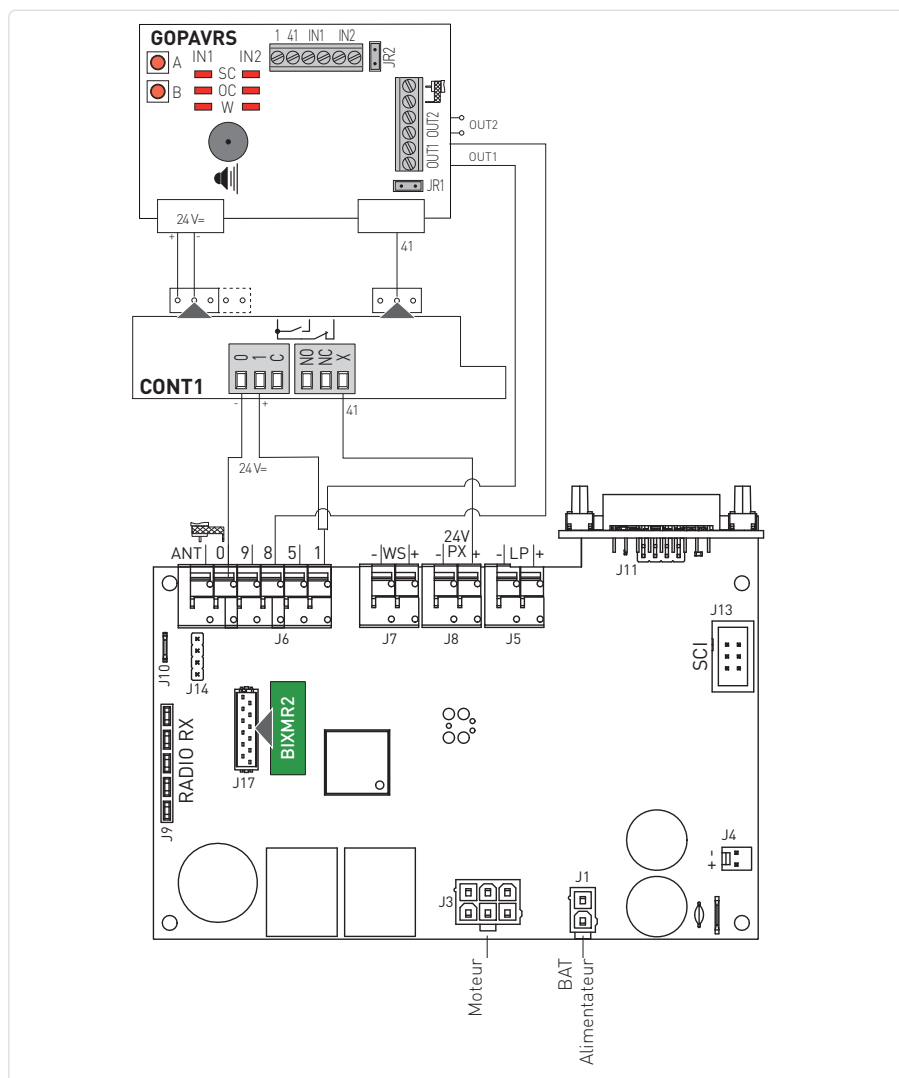 GOPAVRS
1 41 IN1 IN2
JR2
A
IN1 IN2
SC
B
OC
W
OUT1 OUT2
OUT2
OUT1
JR1
24V=
+ -
41
0 1 C
NO NC X
CONT1
- +
41
24V=
ANT 0 9 8 5 1
- WS +
24V
- PX +
- LP +
J6
J7
J8
J5
J11
J13
SCI
J10
J14
BIXMR2
J17
RADIO RX
J9
J4
+ -
J3
J1
Moteur
BAT
Alimentateur